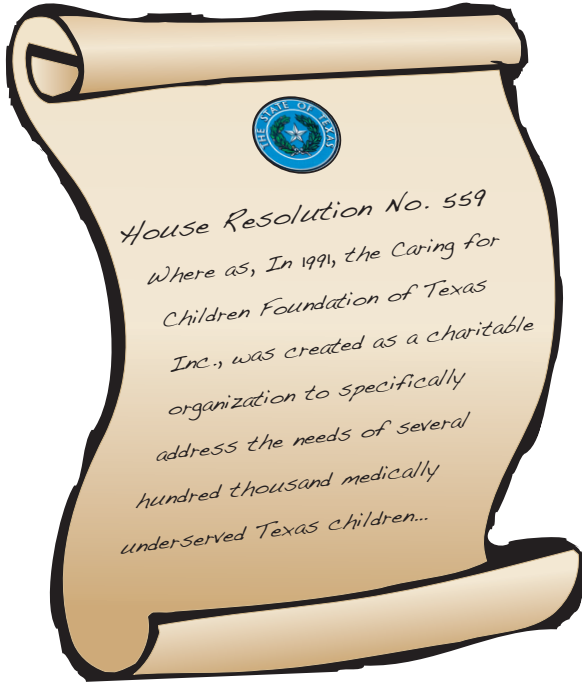 THE STATE OF TEXAS
House Resolution No. 559
Where as, In 1991, the Caring for
Children Foundation of Texas
Inc., was created as a charitable
organization to specifically
address the needs of several
hundred thousand medically
underserved Texas children...